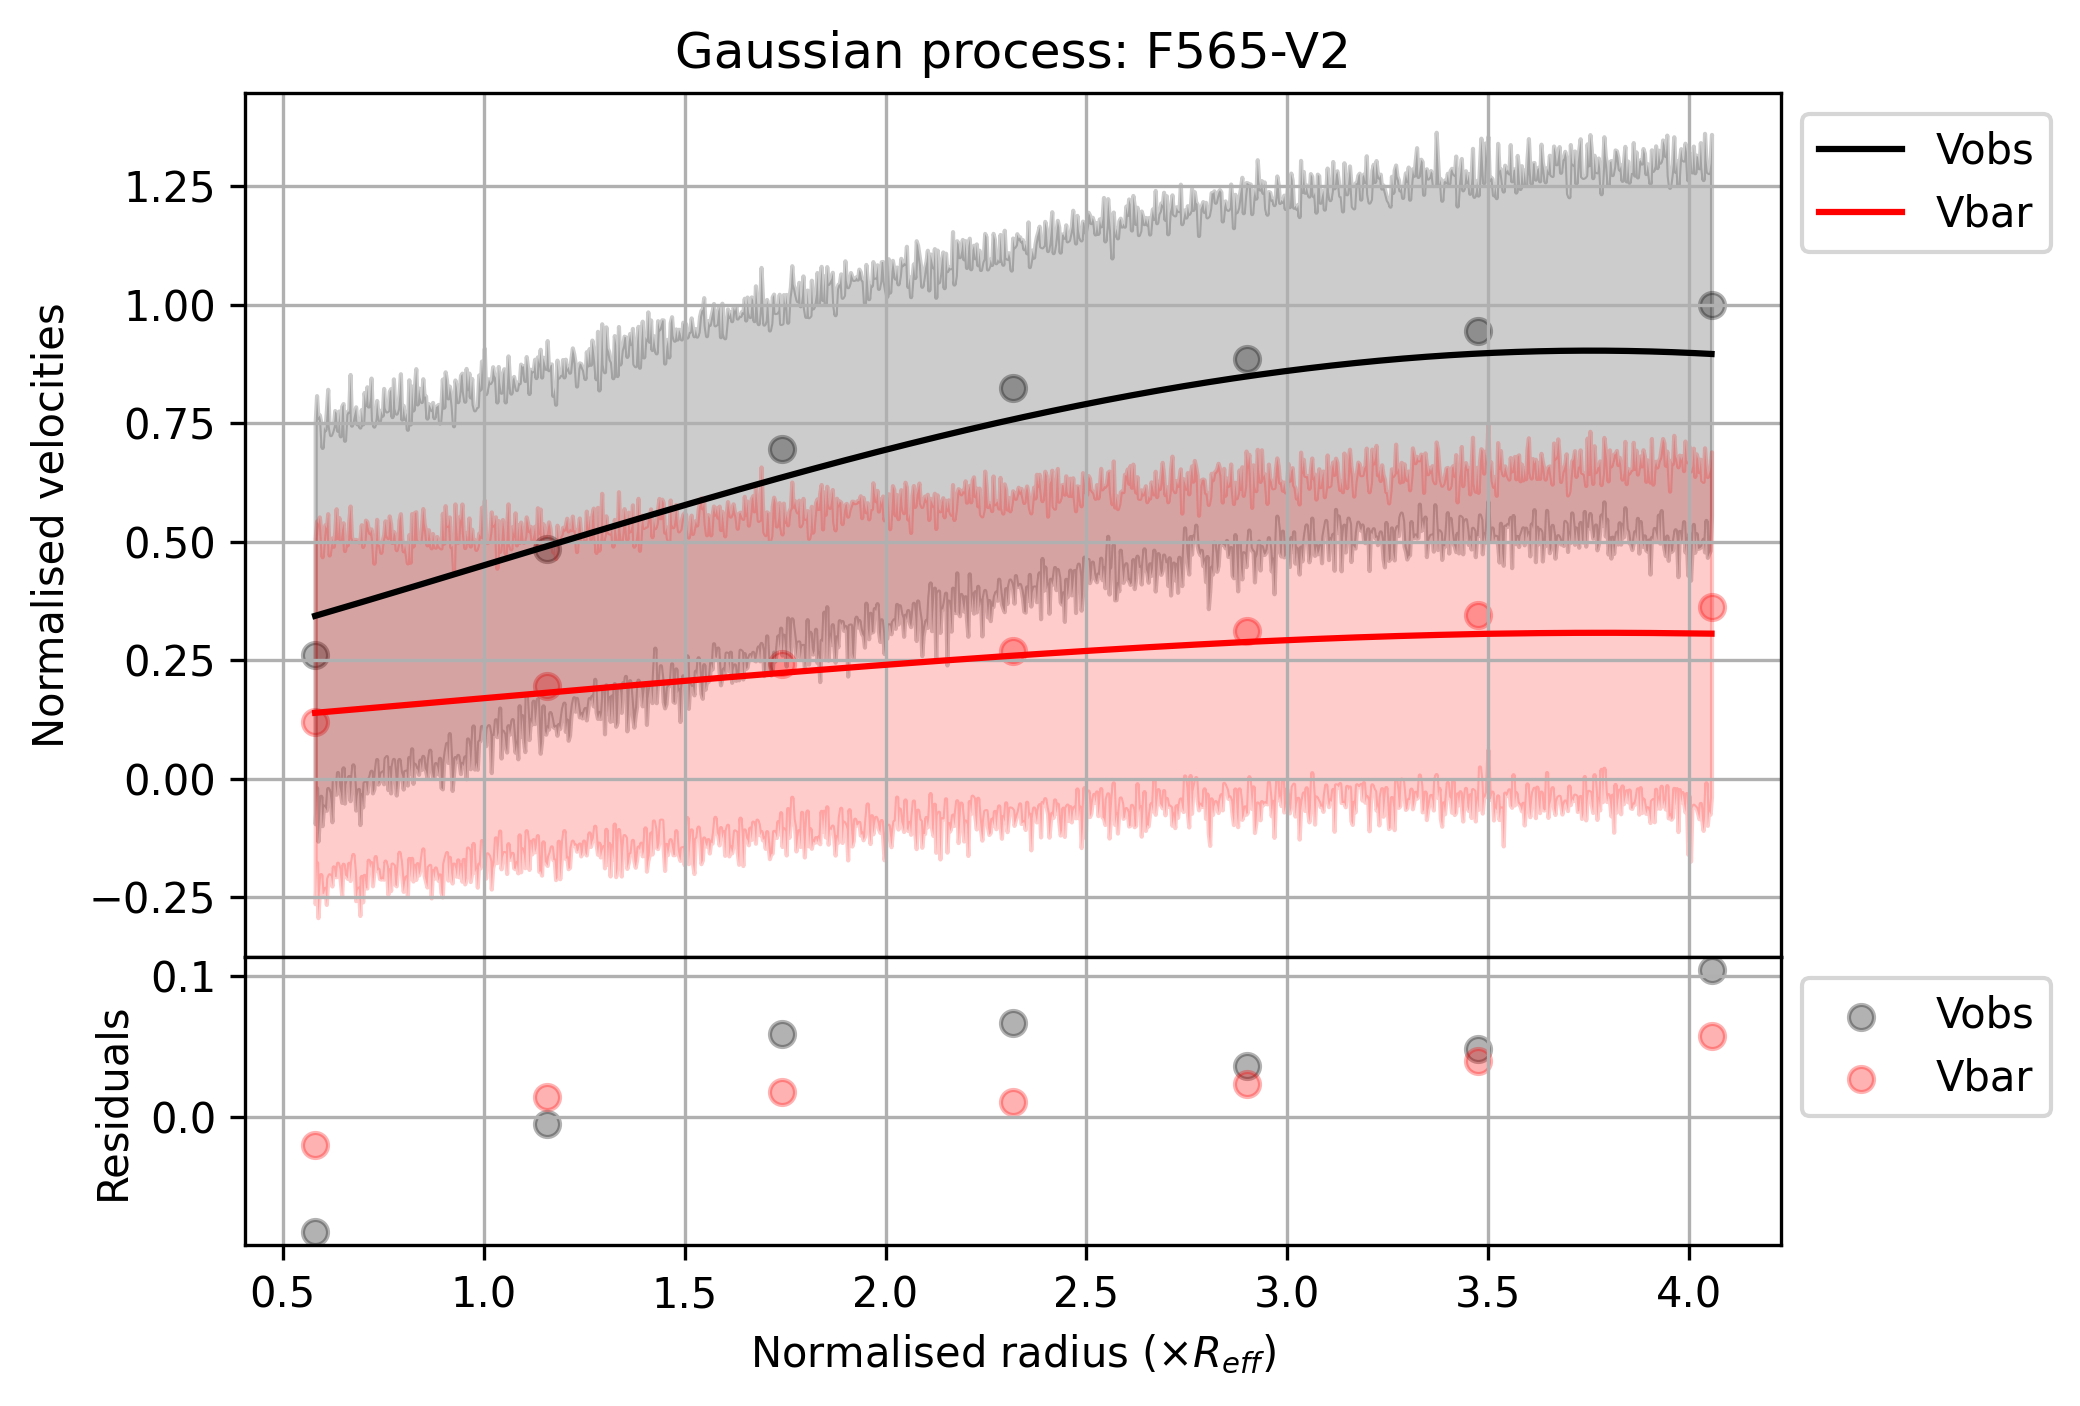 Gaussian process: F565-V2
Normalised velocities
1.25
1.00
0.75
0.50
0.25
0.00
−0.25
Vobs
Vbar
Residuals
0.1
0.0
Vobs
Vbar
0.5 1.0 1.5 2.0 2.5 3.0 3.5 4.0
Normalised radius (×R_eff)